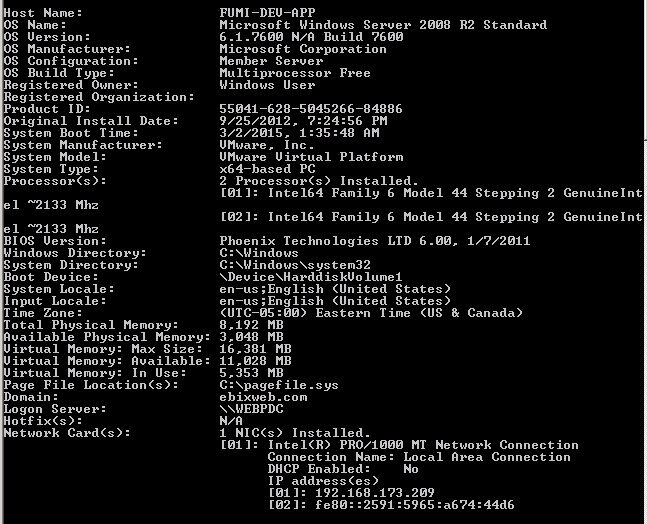 Host Name:                 FUMI-DEV-APP
OS Name:                   Microsoft Windows Server 2008 R2 Standard
OS Version:                6.1.7600 N/A Build 7600
OS Manufacturer:           Microsoft Corporation
OS Configuration:          Member Server
OS Build Type:             Multiprocessor Free
Registered Owner:          Windows User
Registered Organization:
Product ID:                55041-628-5045266-84886
Original Install Date:     9/25/2012, 7:24:56 PM
System Boot Time:          3/2/2015, 1:35:48 AM
System Manufacturer:       VMware, Inc.
System Model:              VMware Virtual Platform
System Type:               x64-based PC
Processor(s):              2 Processor(s) Installed.
                           [01]: Intel64 Family 6 Model 44 Stepping 2 GenuineInt
el ~2133 Mhz
                           [02]: Intel64 Family 6 Model 44 Stepping 2 GenuineInt
el ~2133 Mhz
BIOS Version:              Phoenix Technologies LTD 6.00, 1/7/2011
Windows Directory:         C:\Windows
System Directory:          C:\Windows\system32
Boot Device:               \Device\HarddiskVolume1
System Locale:             en-us;English (United States)
Input Locale:              en-us;English (United States)
Time Zone:                 (UTC-05:00) Eastern Time (US & Canada)
Total Physical Memory:     8,192 MB
Available Physical Memory: 3,048 MB
Virtual Memory: Max Size:  16,381 MB
Virtual Memory: Available: 11,028 MB
Virtual Memory: In Use:    5,353 MB
Page File Location(s):     C:\pagefile.sys
Domain:                    ebixweb.com
Logon Server:              \\WEBPDC
Hotfix(s):                 N/A
Network Card(s):           1 NIC(s) Installed.
                           [01]: Intel(R) PRO/1000 MT Network Connection
                                 Connection Name: Local Area Connection
                                 DHCP Enabled:    No
                                 IP address(es)
                                 [01]: 192.168.173.209
                                 [02]: fe80::2591:5965:a674:44d6